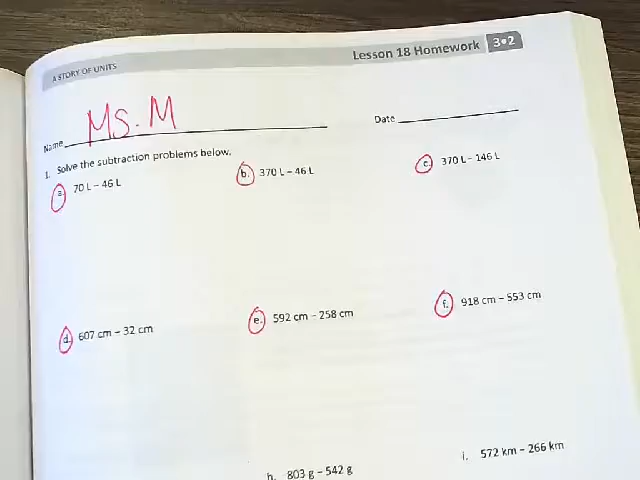 A STORY OF UNITS
Lesson 18 Homework 3•2
Name Ms. M
Date
1. Solve the subtraction problems below.
a. 70 L – 46 L
b. 370 L – 46 L
c. 370 L – 146 L
d. 607 cm – 32 cm
e. 592 cm – 258 cm
f. 918 cm – 553 cm
h. 803 g – 542 g
i. 572 km – 266 km